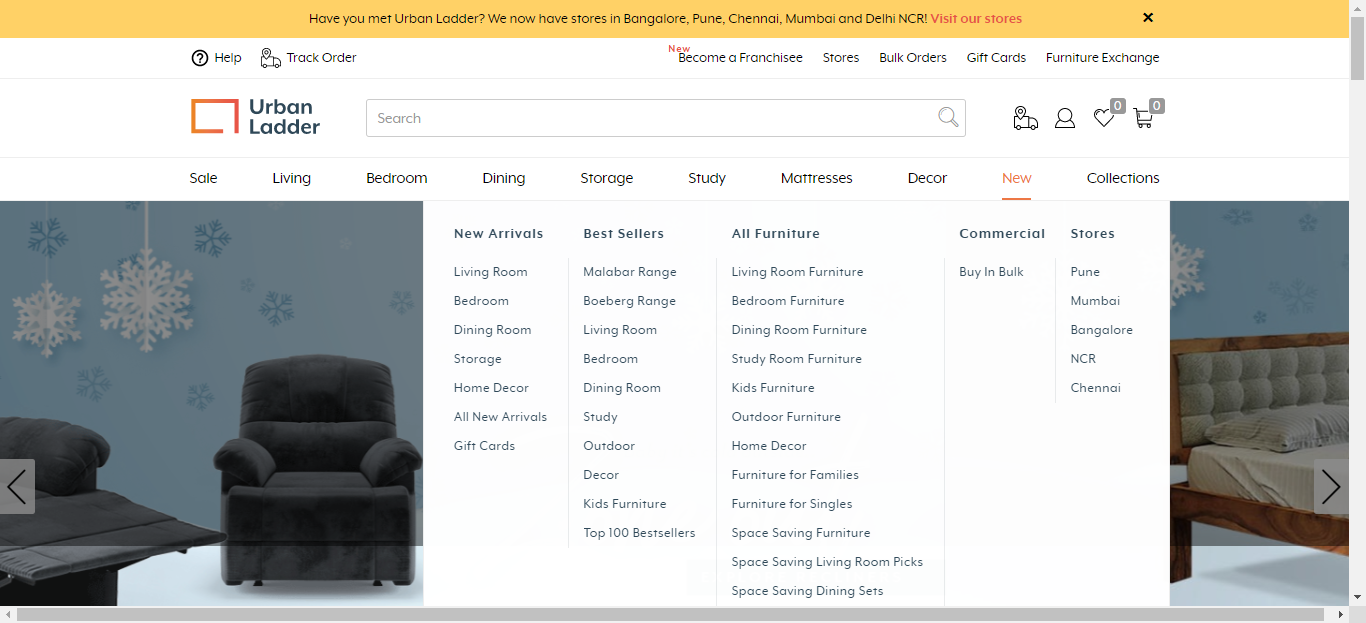 Have you met Urban Ladder? We now have stores in Bangalore, Pune, Chennai, Mumbai and Delhi NCR! Visit our stores
Help
Track Order
New
Become a Franchisee
Stores
Bulk Orders
Gift Cards
Furniture Exchange
Urban
Ladder
Search
0
0
Sale
Living
Bedroom
Dining
Storage
Study
Mattresses
Decor
New
Collections
New Arrivals
Living Room
Bedroom
Dining Room
Storage
Home Decor
All New Arrivals
Gift Cards
Best Sellers
Malabar Range
Boeberg Range
Living Room
Bedroom
Dining Room
Study
Outdoor
Decor
Kids Furniture
Top 100 Bestsellers
All Furniture
Living Room Furniture
Bedroom Furniture
Dining Room Furniture
Study Room Furniture
Kids Furniture
Outdoor Furniture
Home Decor
Furniture for Families
Furniture for Singles
Space Saving Furniture
Space Saving Living Room Picks
Space Saving Dining Sets
Commercial
Buy In Bulk
Stores
Pune
Mumbai
Bangalore
NCR
Chennai